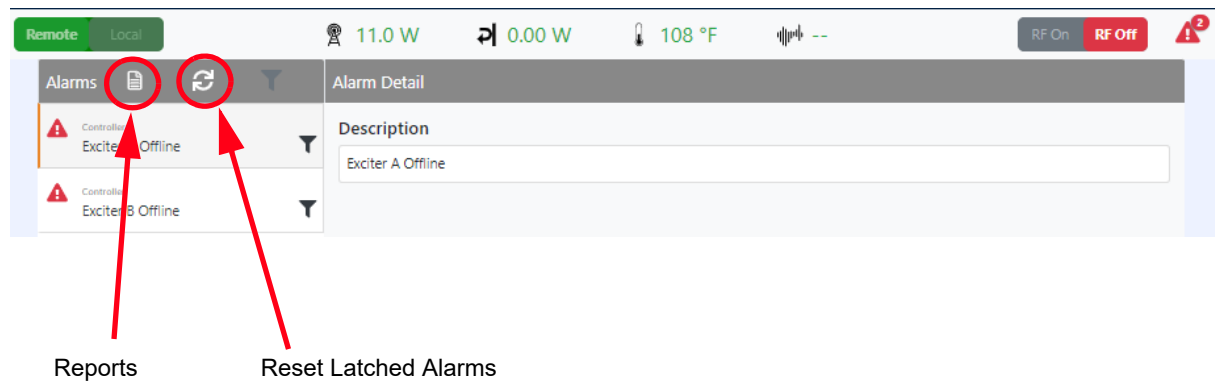 Remote Local 11.0 W 0.00 W 108 °F -- RF On RF Off 2
Alarms Alarm Detail
Controller
Exciter Offline
Description
Exciter A Offline
Controller
Exciter B Offline
Reports Reset Latched Alarms